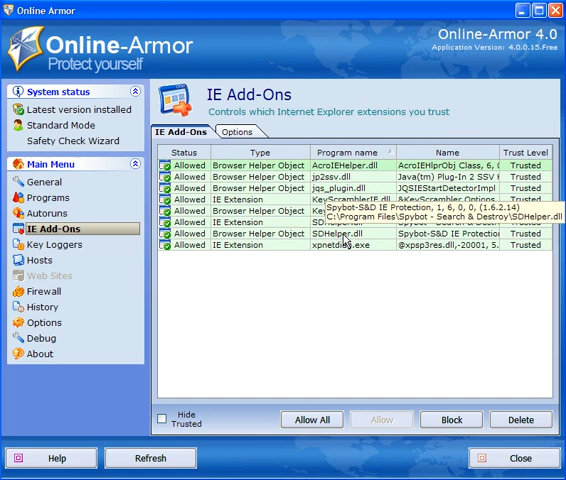 Online Armor
Online-Armor
Protect yourself
Online-Armor 4.0
Application Version: 4.0.0.15.Free
System status
Latest version installed
Standard Mode
Safety Check Wizard
Main Menu
General
Programs
Autoruns
IE Add-Ons
Key Loggers
Hosts
Web Sites
Firewall
History
Options
Debug
About
IE Add-Ons
Controls which Internet Explorer extensions you trust
IE Add-Ons Options
Status Type Program name Name Trust Level
Allowed Browser Helper Object AcroIEHelper.dll AcroIEHlprObj Class, 6, 0 Trusted
Allowed Browser Helper Object jp2ssv.dll Java(tm) Plug-In 2 SSV H Trusted
Allowed Browser Helper Object jqs_plugin.dll JQSIEStartDetectorImpl Trusted
Allowed IE Extension KeyScramblerIE.dll &KeyScrambler Options Trusted
Allowed Browser Helper Object
Spybot-S&D IE Protection, 1, 6, 0, 0, (1.6.2.14)
C:\Program Files\Spybot - Search & Destroy\SDHelper.dll
Allowed IE Extension
Allowed Browser Helper Object SDHelper.dll Spybot-S&D IE Protection Trusted
Allowed IE Extension xpnetdiag.exe @xpsp3res.dll,-20001, 5. Trusted
Hide Trusted
Allow All Allow Block Delete
Help Refresh Close